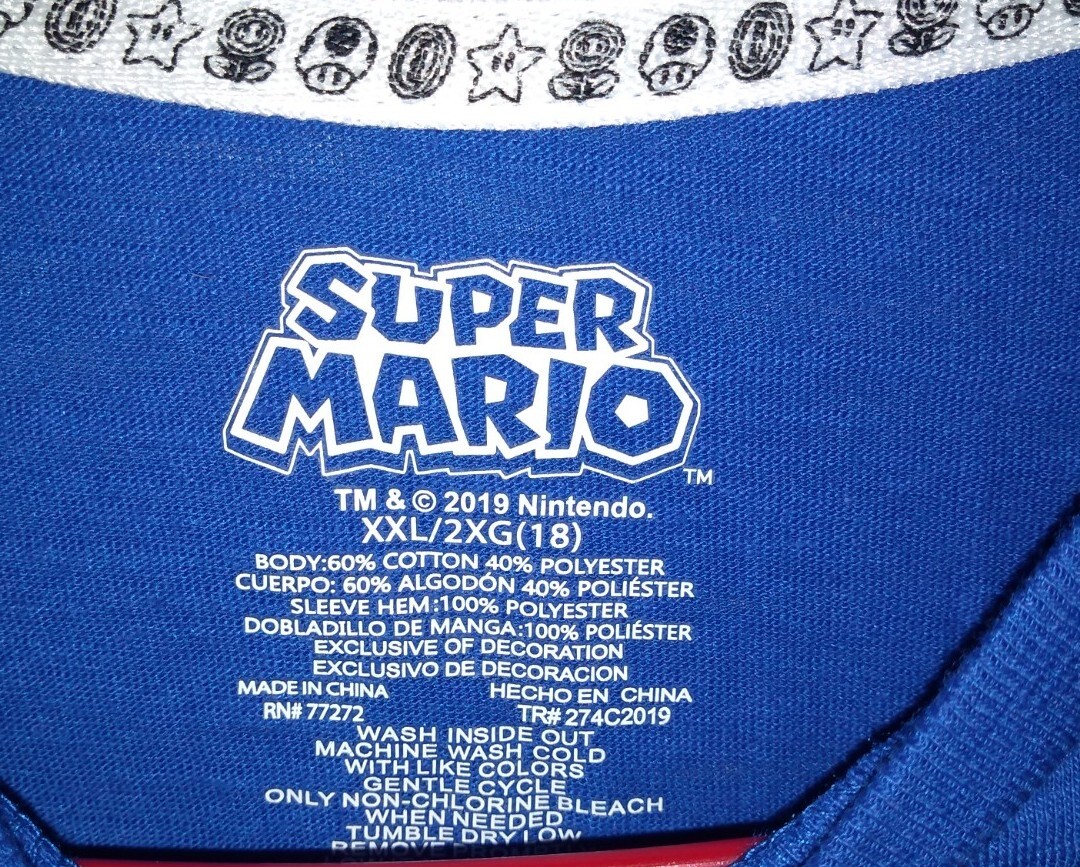 SUPER
MARIO™
TM & © 2019 Nintendo.
XXL/2XG(18)
BODY:60% COTTON 40% POLYESTER
CUERPO: 60% ALGODÓN 40% POLIÉSTER
SLEEVE HEM:100% POLYESTER
DOBLADILLO DE MANGA:100% POLIÉSTER
EXCLUSIVE OF DECORATION
EXCLUSIVO DE DECORACION
MADE IN CHINA HECHO EN CHINA
RN# 77272 TR# 274C2019
WASH INSIDE OUT
MACHINE WASH COLD
WITH LIKE COLORS
GENTLE CYCLE
ONLY NON-CHLORINE BLEACH
WHEN NEEDED
TUMBLE DRY LOW
REMOVE